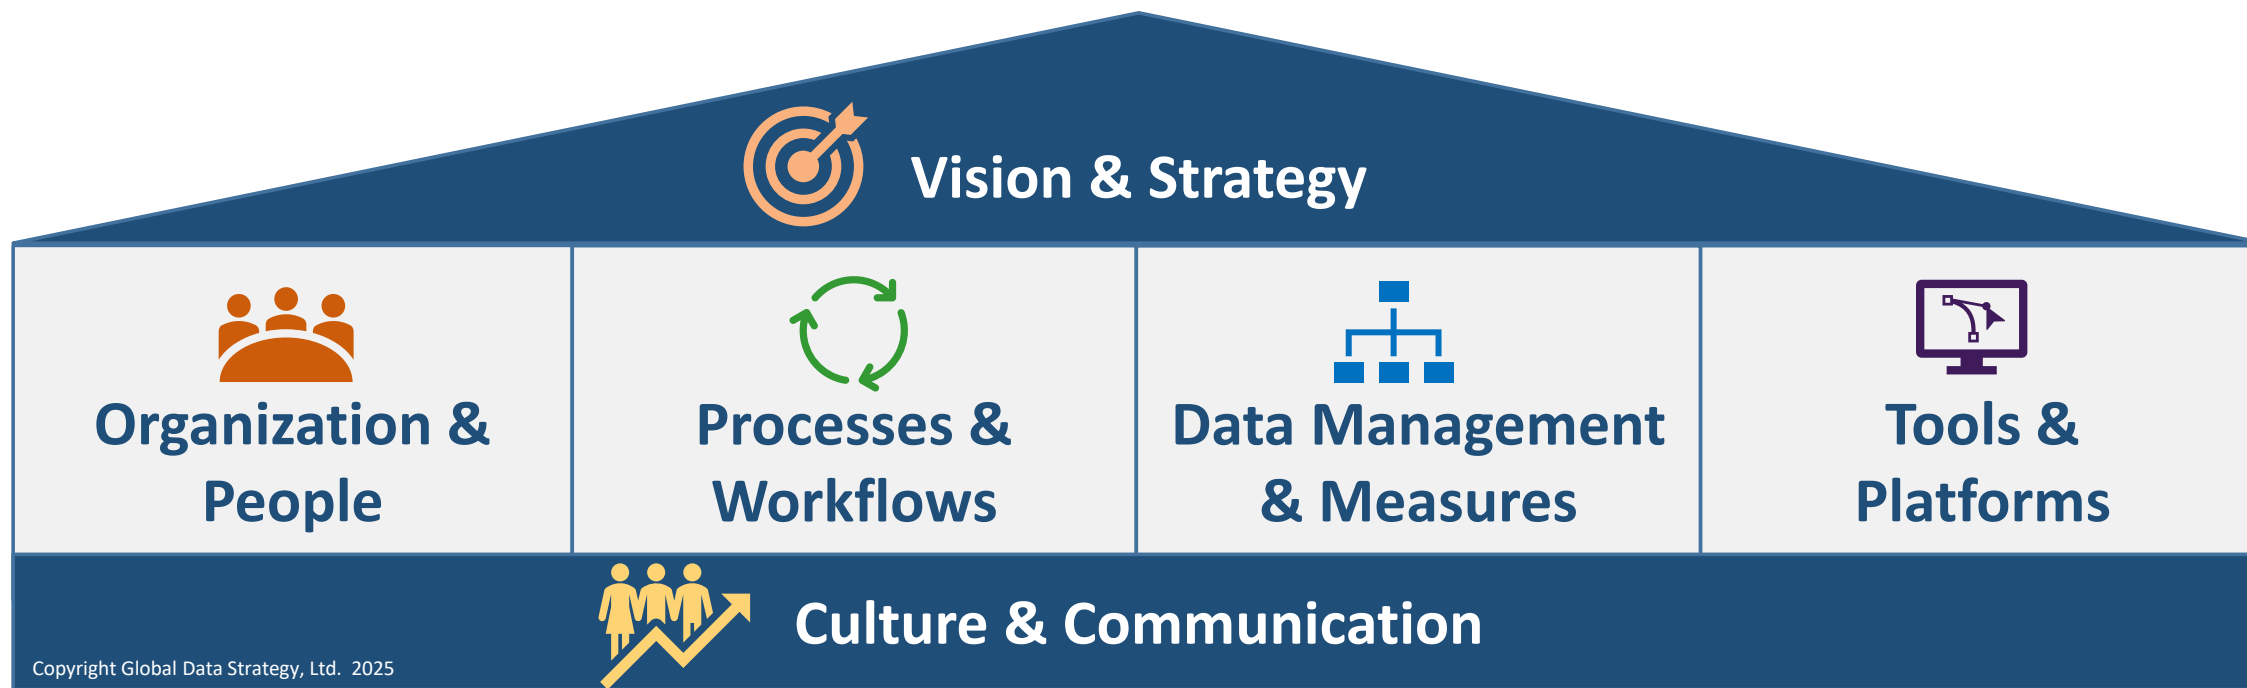 Vision & Strategy
Organization &
People
Processes &
Workflows
Data Management
& Measures
Tools &
Platforms
Culture & Communication
Copyright Global Data Strategy, Ltd.  2025